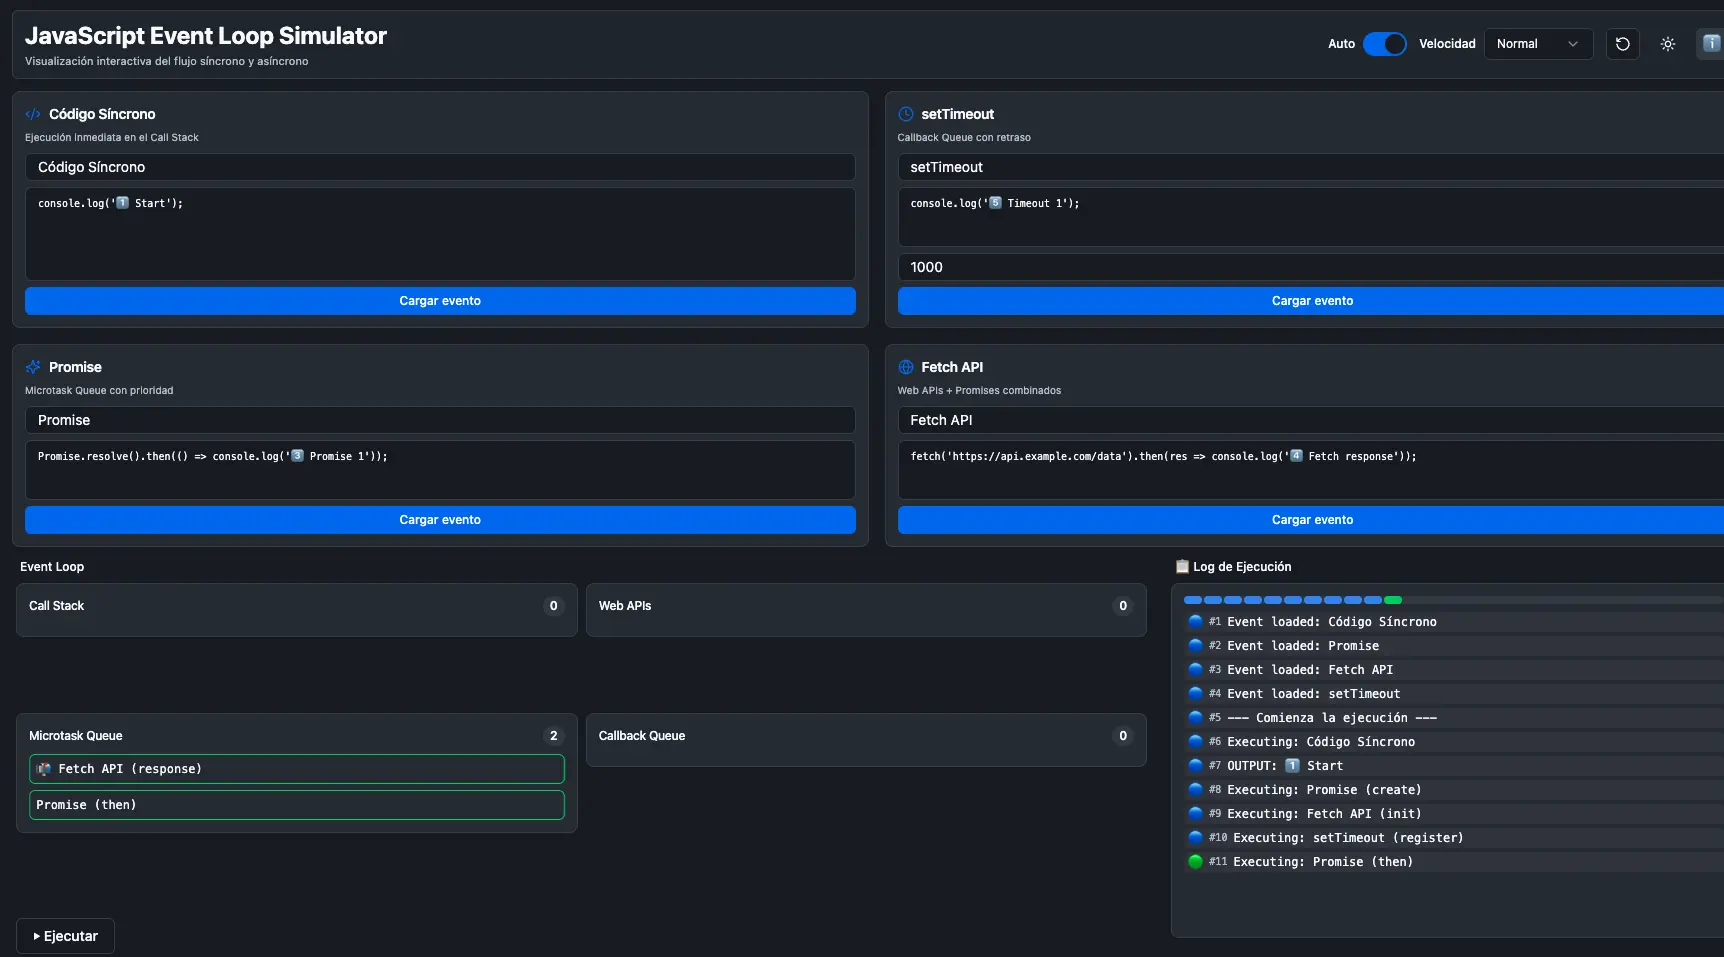 JavaScript Event Loop Simulator
Visualización interactiva del flujo síncrono y asíncrono
Auto
Velocidad
Normal
Código Síncrono
Ejecución inmediata en el Call Stack
Código Síncrono
console.log('1️⃣ Start');
Cargar evento
setTimeout
Callback Queue con retraso
setTimeout
console.log('5️⃣ Timeout 1');
1000
Cargar evento
Promise
Microtask Queue con prioridad
Promise
Promise.resolve().then(() => console.log('3️⃣ Promise 1'));
Cargar evento
Fetch API
Web APIs + Promises combinados
Fetch API
fetch('https://api.example.com/data').then(res => console.log('4️⃣ Fetch response'));
Cargar evento
Event Loop
Call Stack
0
Web APIs
0
Microtask Queue
2
Fetch API (response)
Promise (then)
Callback Queue
0
Ejecutar
Log de Ejecución
#1 Event loaded: Código Síncrono
#2 Event loaded: Promise
#3 Event loaded: Fetch API
#4 Event loaded: setTimeout
#5 --- Comienza la ejecución ---
#6 Executing: Código Síncrono
#7 OUTPUT: 1️⃣ Start
#8 Executing: Promise (create)
#9 Executing: Fetch API (init)
#10 Executing: setTimeout (register)
#11 Executing: Promise (then)